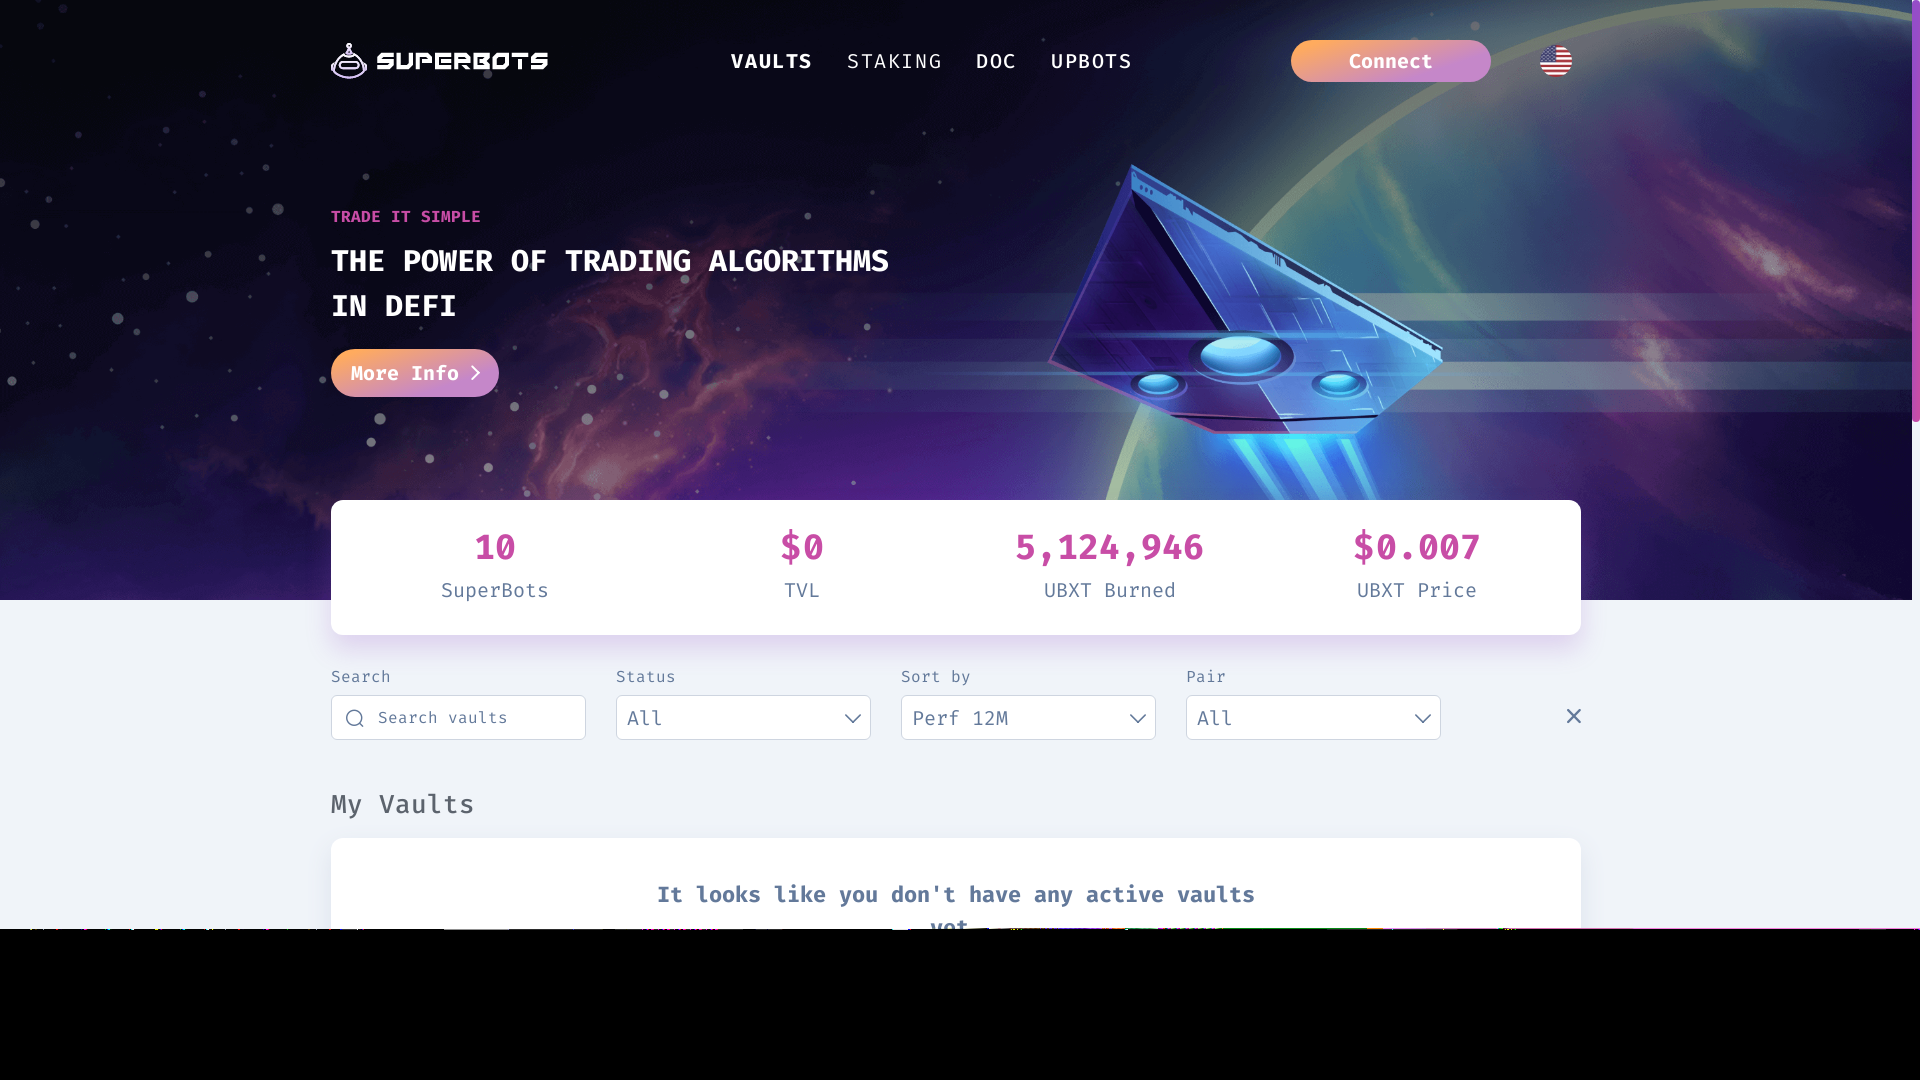 SUPERBOTS
VAULTS STAKING DOC UPBOTS
Connect
TRADE IT SIMPLE
THE POWER OF TRADING ALGORITHMS
IN DEFI
More Info
10 $0 5,124,946 $0.007
SuperBots TVL UBXT Burned UBXT Price
Search Status Sort by Pair
Search vaults All Perf 12M All
My Vaults
It looks like you don't have any active vaults
yet